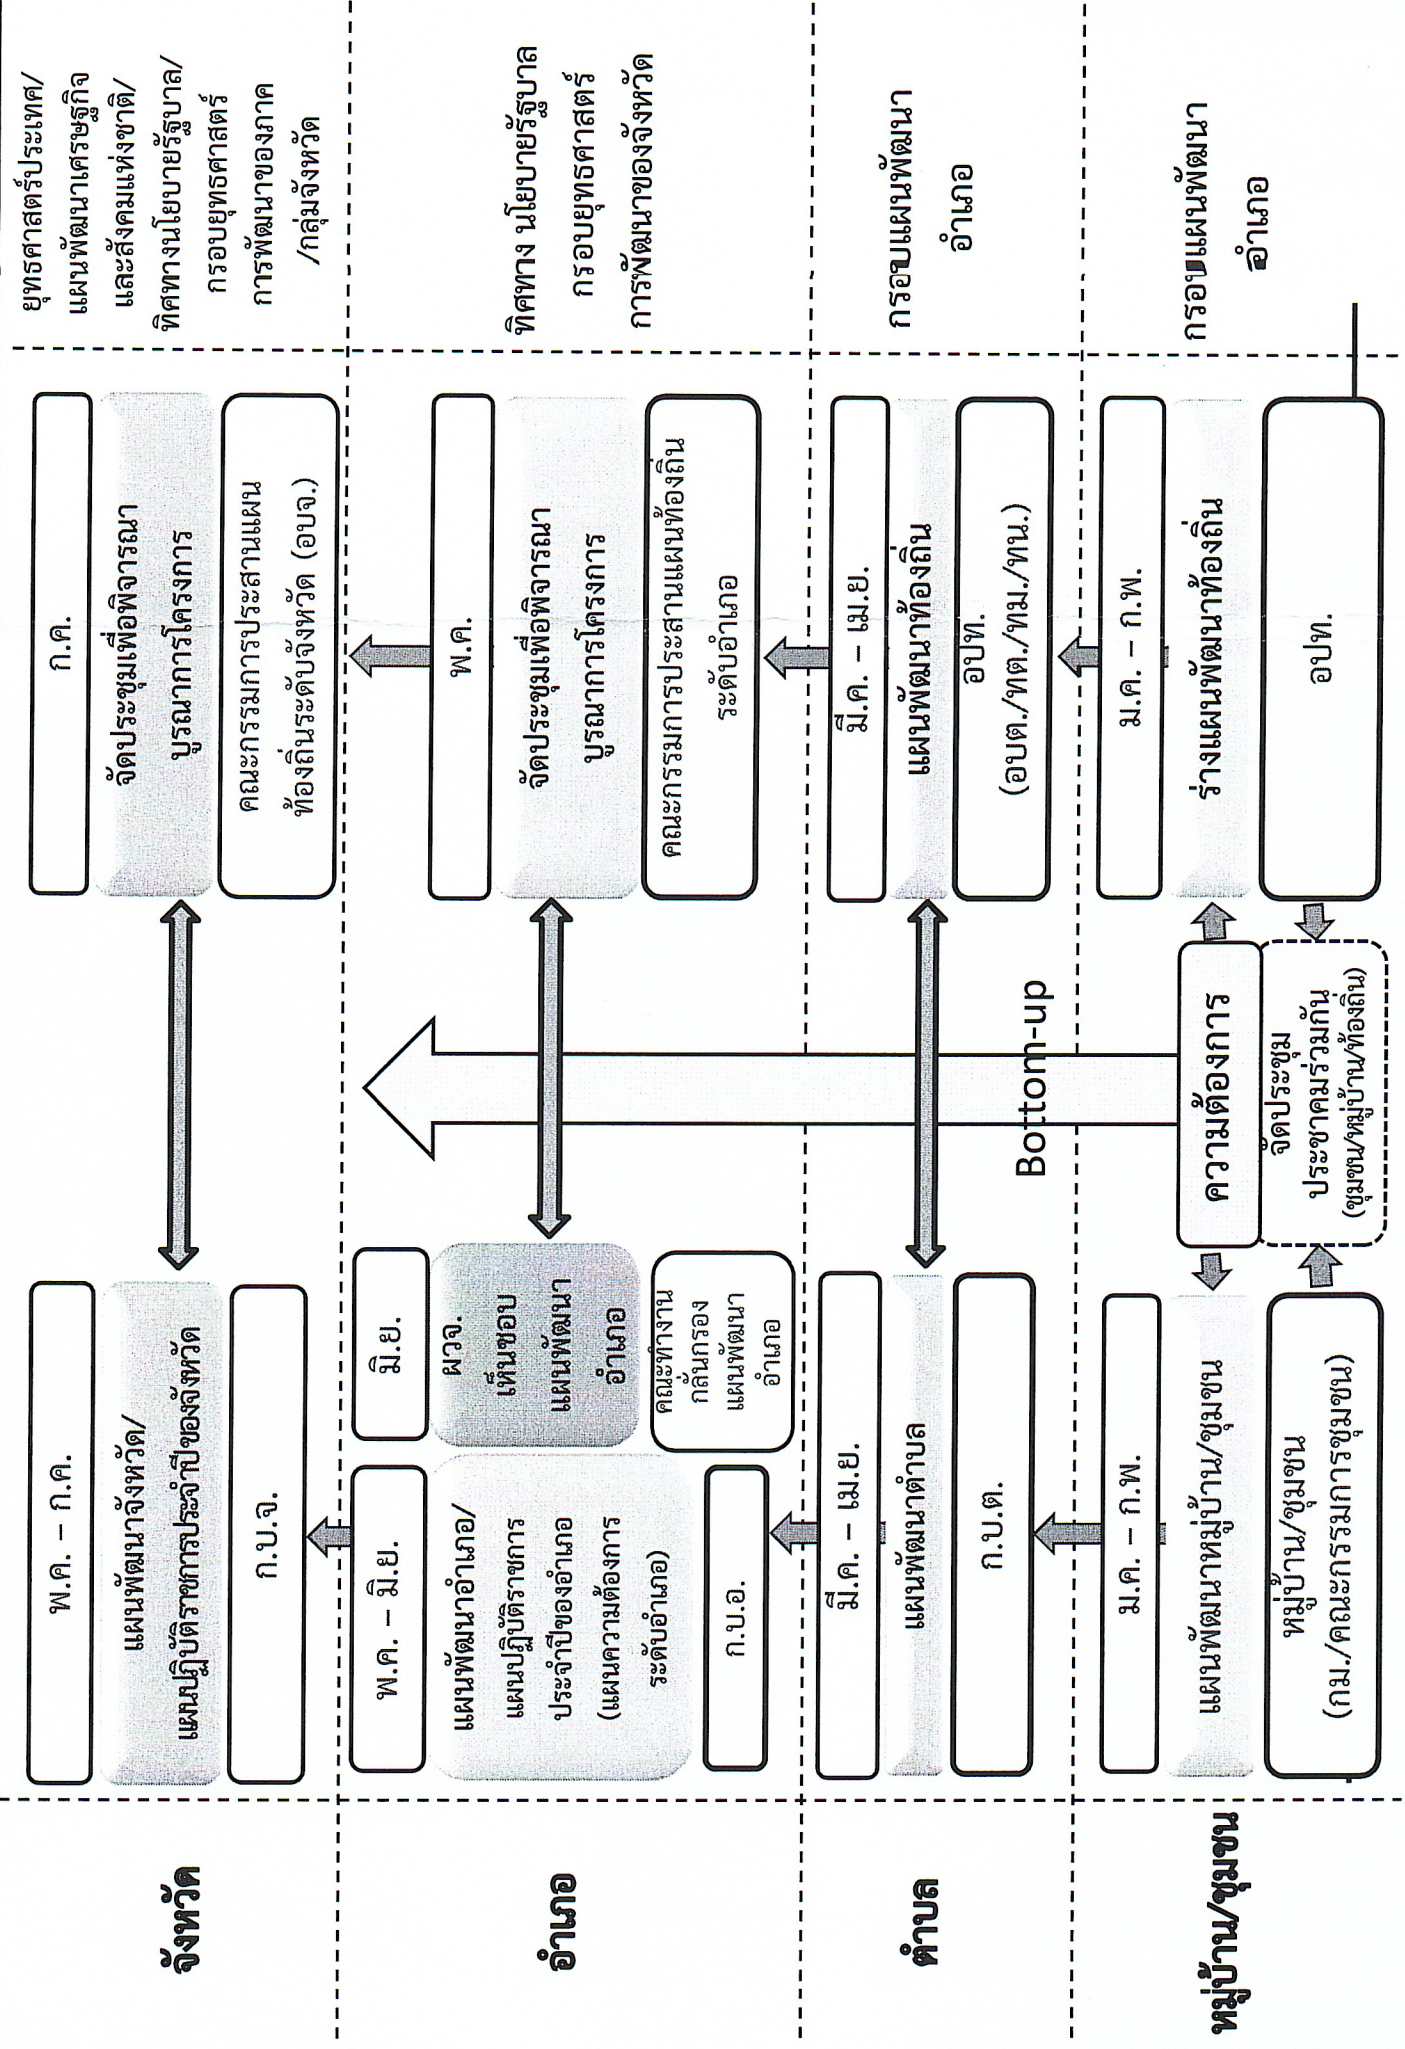 จังหวัด
พ.ค. – ก.ค.
แผนพัฒนาจังหวัด/
แผนปฏิบัติราชการประจำปีของจังหวัด
ก.บ.จ.
ก.ค.
จัดประชุมเพื่อพิจารณา
บูรณาการโครงการ
คณะกรรมการประสานแผน
ท้องถิ่นระดับจังหวัด (อบจ.)
ยุทธศาสตร์ประเทศ/
แผนพัฒนาเศรษฐกิจ
และสังคมแห่งชาติ/
ทิศทางนโยบายรัฐบาล/
กรอบยุทธศาสตร์
การพัฒนาของภาค
/กลุ่มจังหวัด
อำเภอ
พ.ค. – มิ.ย.
แผนพัฒนาอำเภอ/
แผนปฏิบัติราชการ
ประจำปีของอำเภอ
(แผนความต้องการ
ระดับอำเภอ)
ก.บ.อ.
มิ.ย.
ผวจ.
เห็นชอบ
แผนพัฒนา
อำเภอ
คณะทำงาน
กลั่นกรอง
แผนพัฒนา
อำเภอ
พ.ค.
จัดประชุมเพื่อพิจารณา
บูรณาการโครงการ
คณะกรรมการประสานแผนท้องถิ่น
ระดับอำเภอ
ทิศทาง นโยบายรัฐบาล
กรอบยุทธศาสตร์
การพัฒนาของจังหวัด
ตำบล
มี.ค. – เม.ย.
แผนพัฒนาตำบล
ก.บ.ต.
Bottom-up
มี.ค. – เม.ย.
แผนพัฒนาท้องถิ่น
อปท.
(อบต./ทต./ทม./ทน.)
กรอบแผนพัฒนา
อำเภอ
หมู่บ้าน/ชุมชน
ม.ค. – ก.พ.
แผนพัฒนาหมู่บ้าน/ชุมชน
หมู่บ้าน/ชุมชน
(กม./คณะกรรมการชุมชน)
ความต้องการ
จัดประชุม
ประชาคมร่วมกัน
(ชุมชน/หมู่บ้าน/ท้องถิ่น)
ม.ค. – ก.พ.
ร่างแผนพัฒนาท้องถิ่น
อปท.
กรอบแผนพัฒนา
อำเภอ